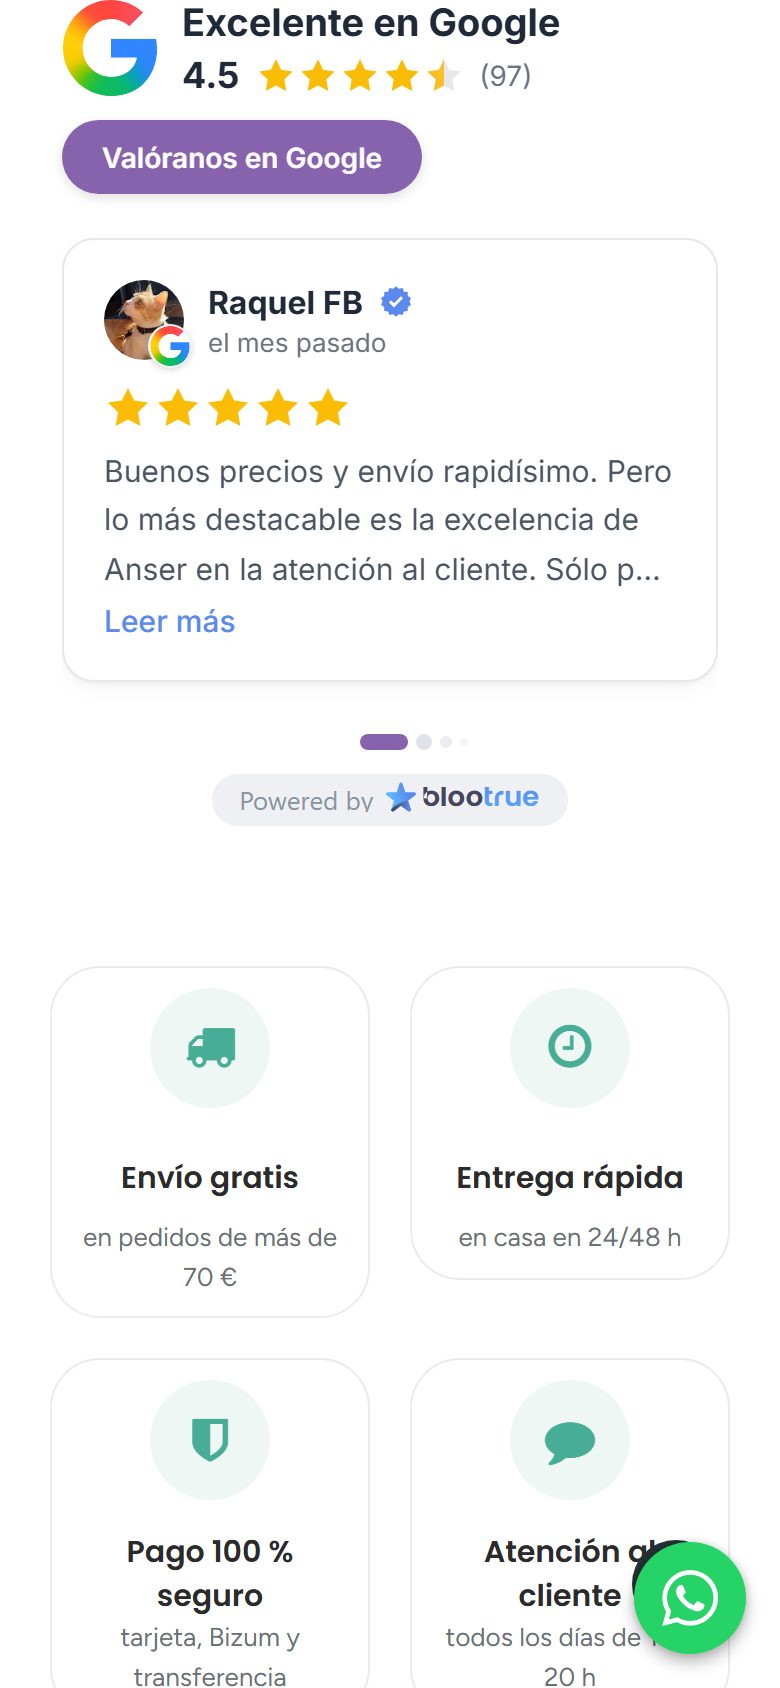 Excelente en Google
4.5 (97)
Valóranos en Google
Raquel FB
el mes pasado
Buenos precios y envío rapidísimo. Pero
lo más destacable es la excelencia de
Anser en la atención al cliente. Sólo p...
Leer más
Powered by blootrue
Envío gratis
en pedidos de más de
70 €
Entrega rápida
en casa en 24/48 h
Pago 100 %
seguro
tarjeta, Bizum y
transferencia
Atención al
cliente
todos los días de
20 h